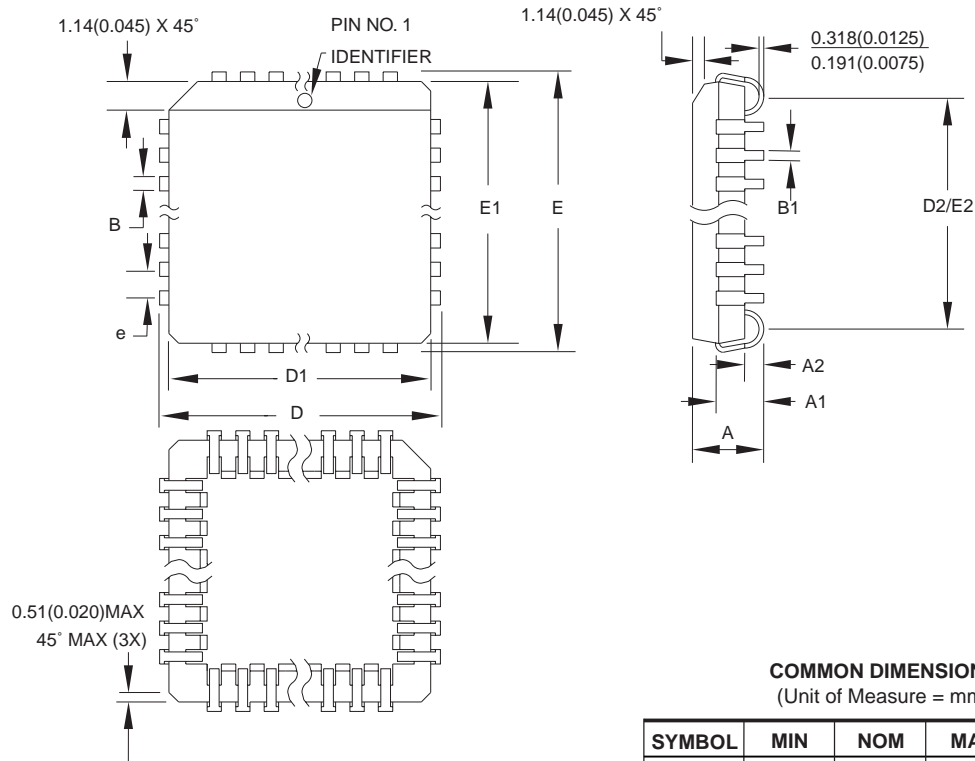 1.14(0.045) X 45˚
PIN NO. 1
IDENTIFIER
1.14(0.045) X 45˚
0.318(0.0125)
0.191(0.0075)
B
e
E1
E
B1
D2/E2
D1
D
A2
A1
A
0.51(0.020)MAX
45˚ MAX (3X)
COMMON DIMENSION
(Unit of Measure = mm
SYMBOL MIN NOM MA